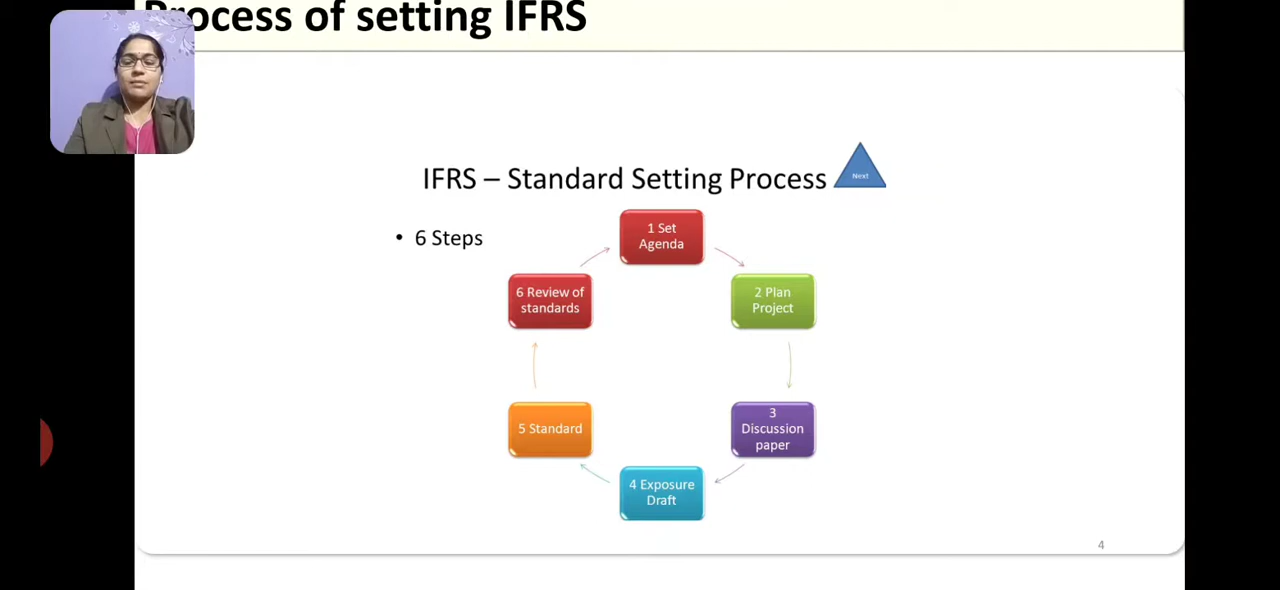 Process of setting IFRS
IFRS – Standard Setting Process
Next
• 6 Steps
1 Set
Agenda
2 Plan
Project
3
Discussion
paper
4 Exposure
Draft
5 Standard
6 Review of
standards
4